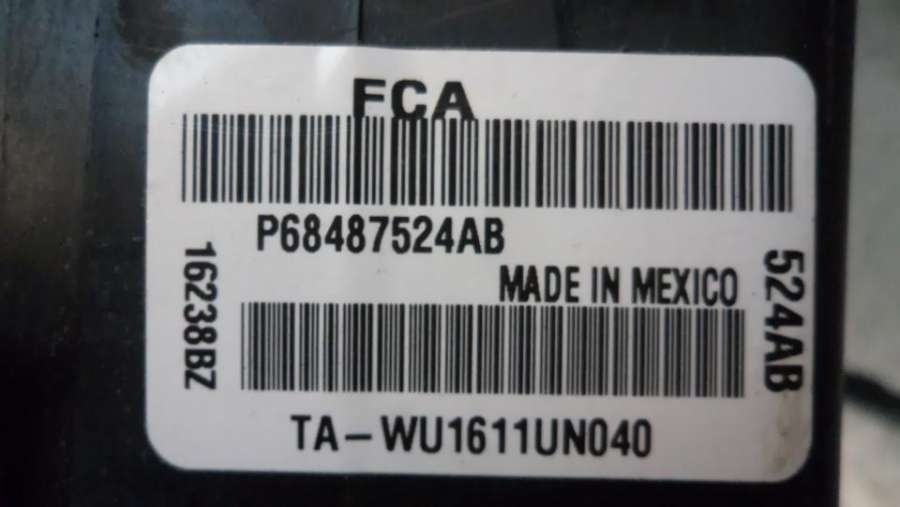 FCA
P68487524AB
MADE IN MEXICO
16238BZ
524AB
TA-WU1611UN040